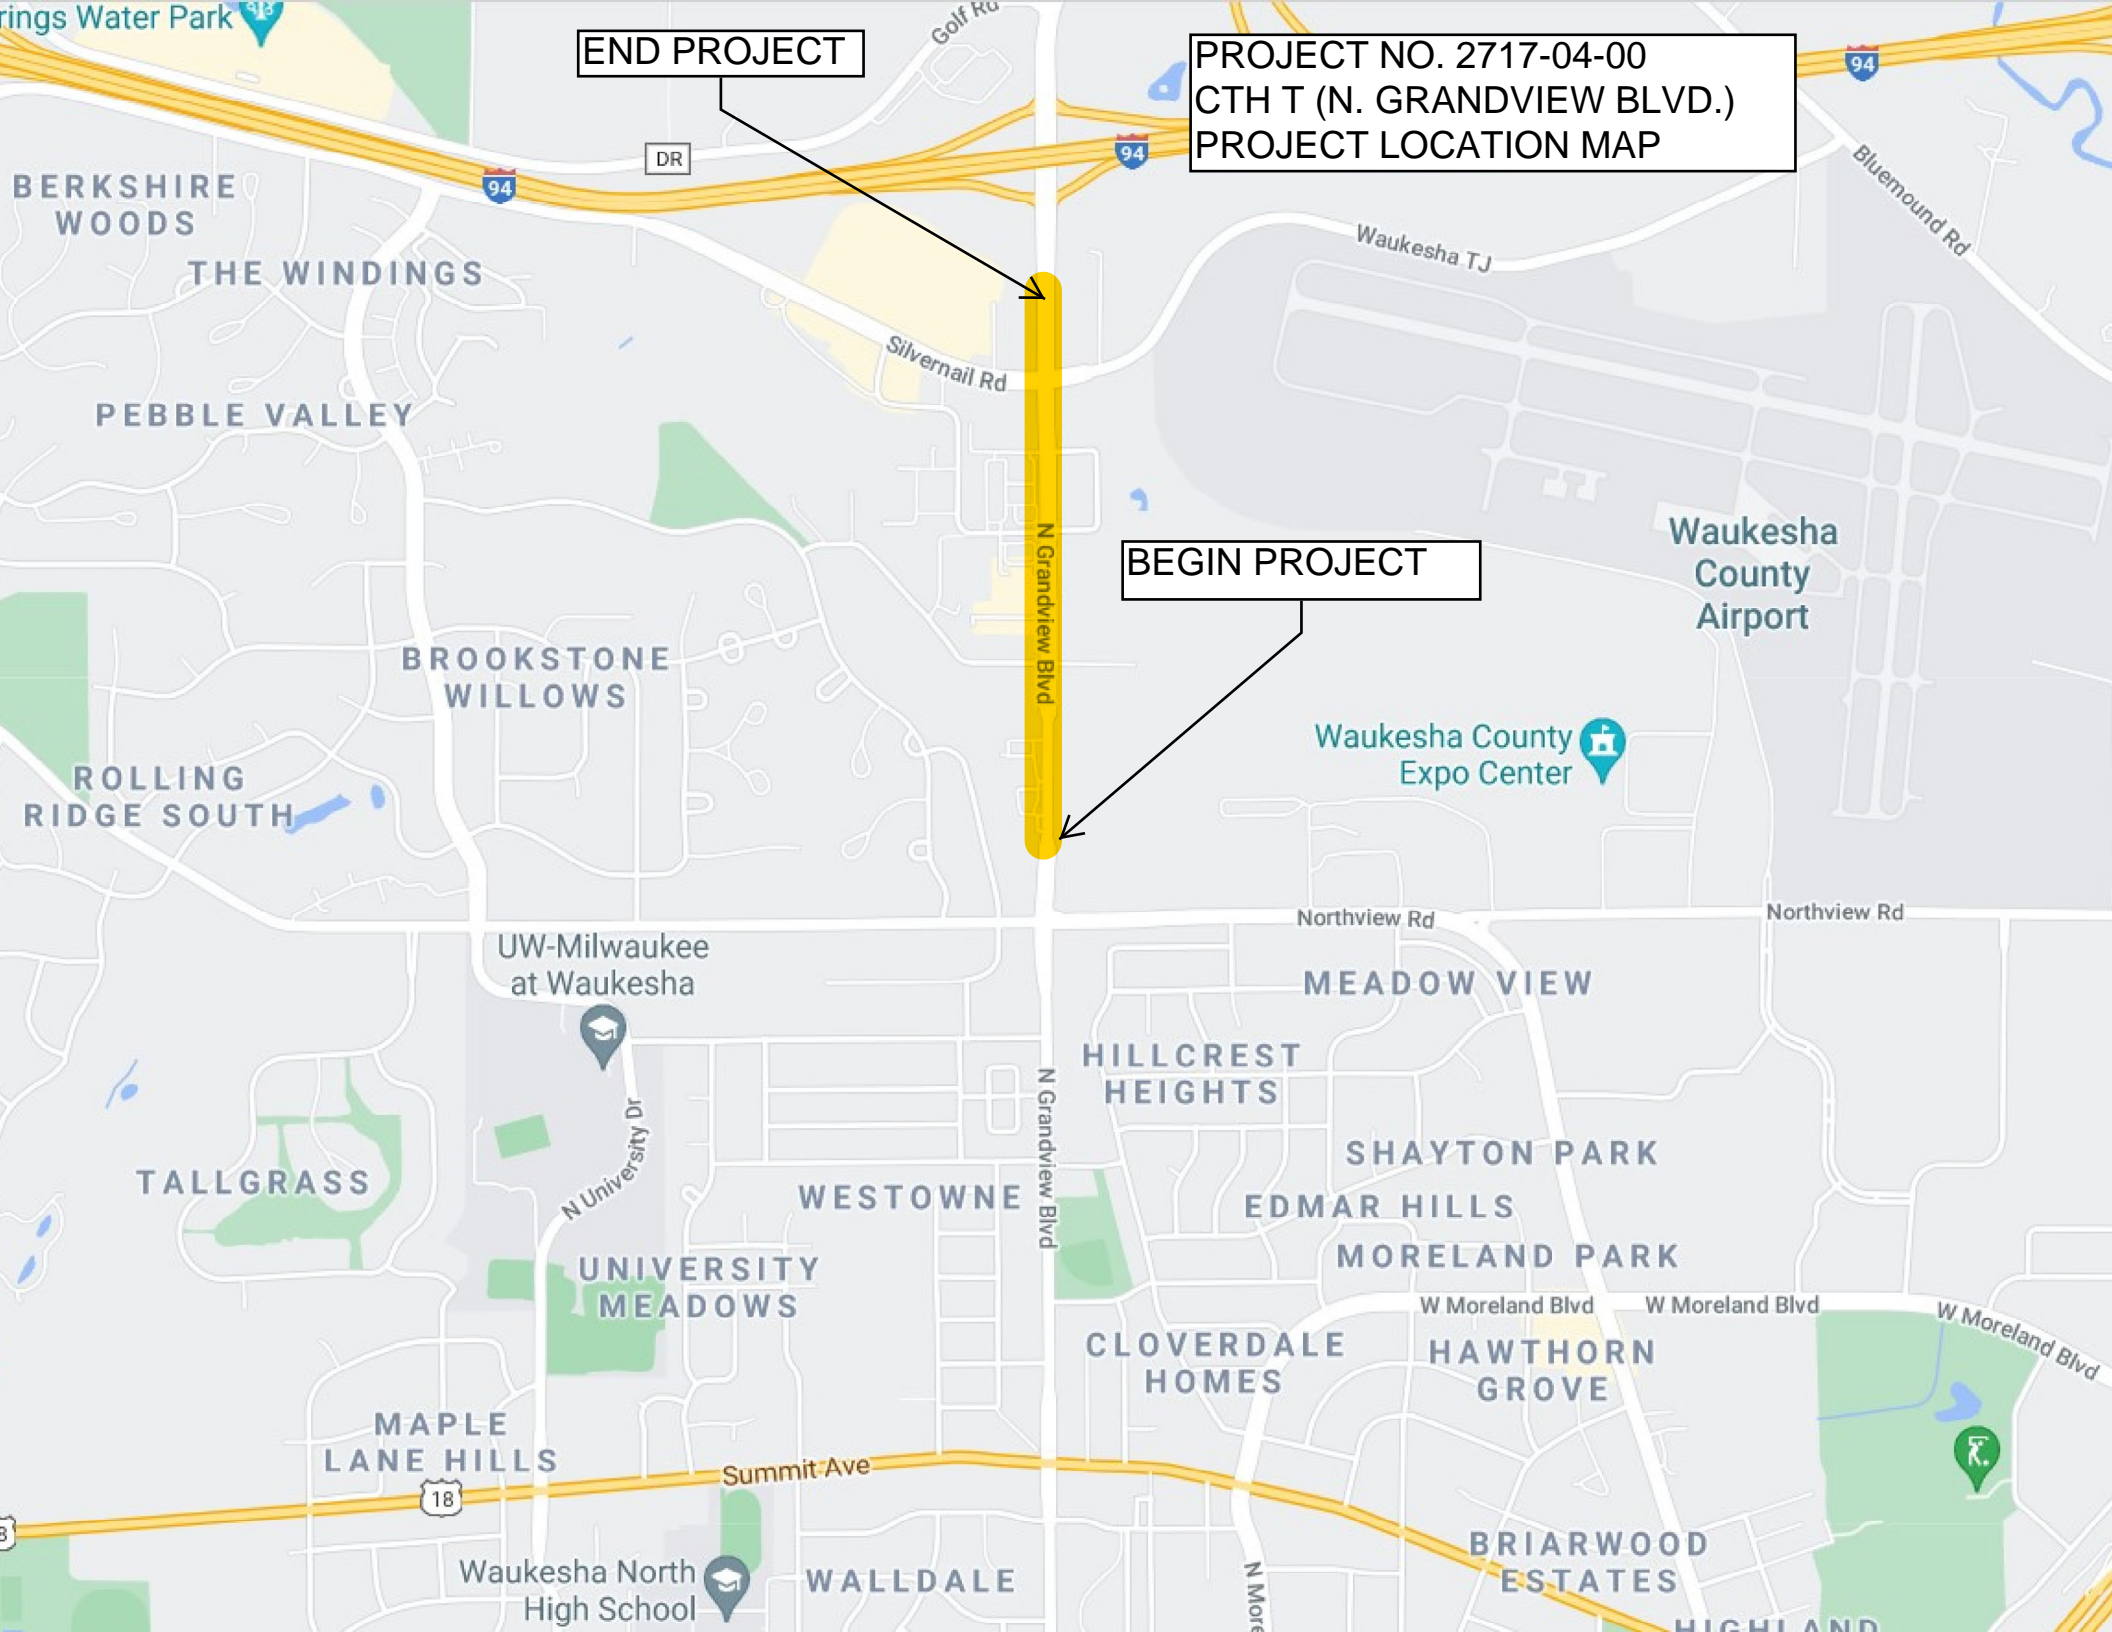 rings Water Park
Golf Rd
END PROJECT
PROJECT NO. 2717-04-00
CTH T (N. GRANDVIEW BLVD.)
PROJECT LOCATION MAP
94
94
94
DR
BERKSHIRE
WOODS
THE WINDINGS
Bluemound Rd
Waukesha TJ
Silvernail Rd
PEBBLE VALLEY
N Grandview Blvd
BEGIN PROJECT
Waukesha
County
Airport
BROOKSTONE
WILLOWS
Waukesha County
Expo Center
ROLLING
RIDGE SOUTH
Northview Rd
Northview Rd
UW-Milwaukee
at Waukesha
MEADOW VIEW
HILLCREST
HEIGHTS
N Grandview Blvd
N University Dr
SHAYTON PARK
TALLGRASS
WESTOWNE
EDMAR HILLS
MORELAND PARK
UNIVERSITY
MEADOWS
W Moreland Blvd
W Moreland Blvd
W Moreland Blvd
CLOVERDALE
HOMES
HAWTHORN
GROVE
MAPLE
LANE HILLS
Summit Ave
18
8
BRIARWOOD
ESTATES
Waukesha North
High School
WALLDALE
N More
HIGHLAND